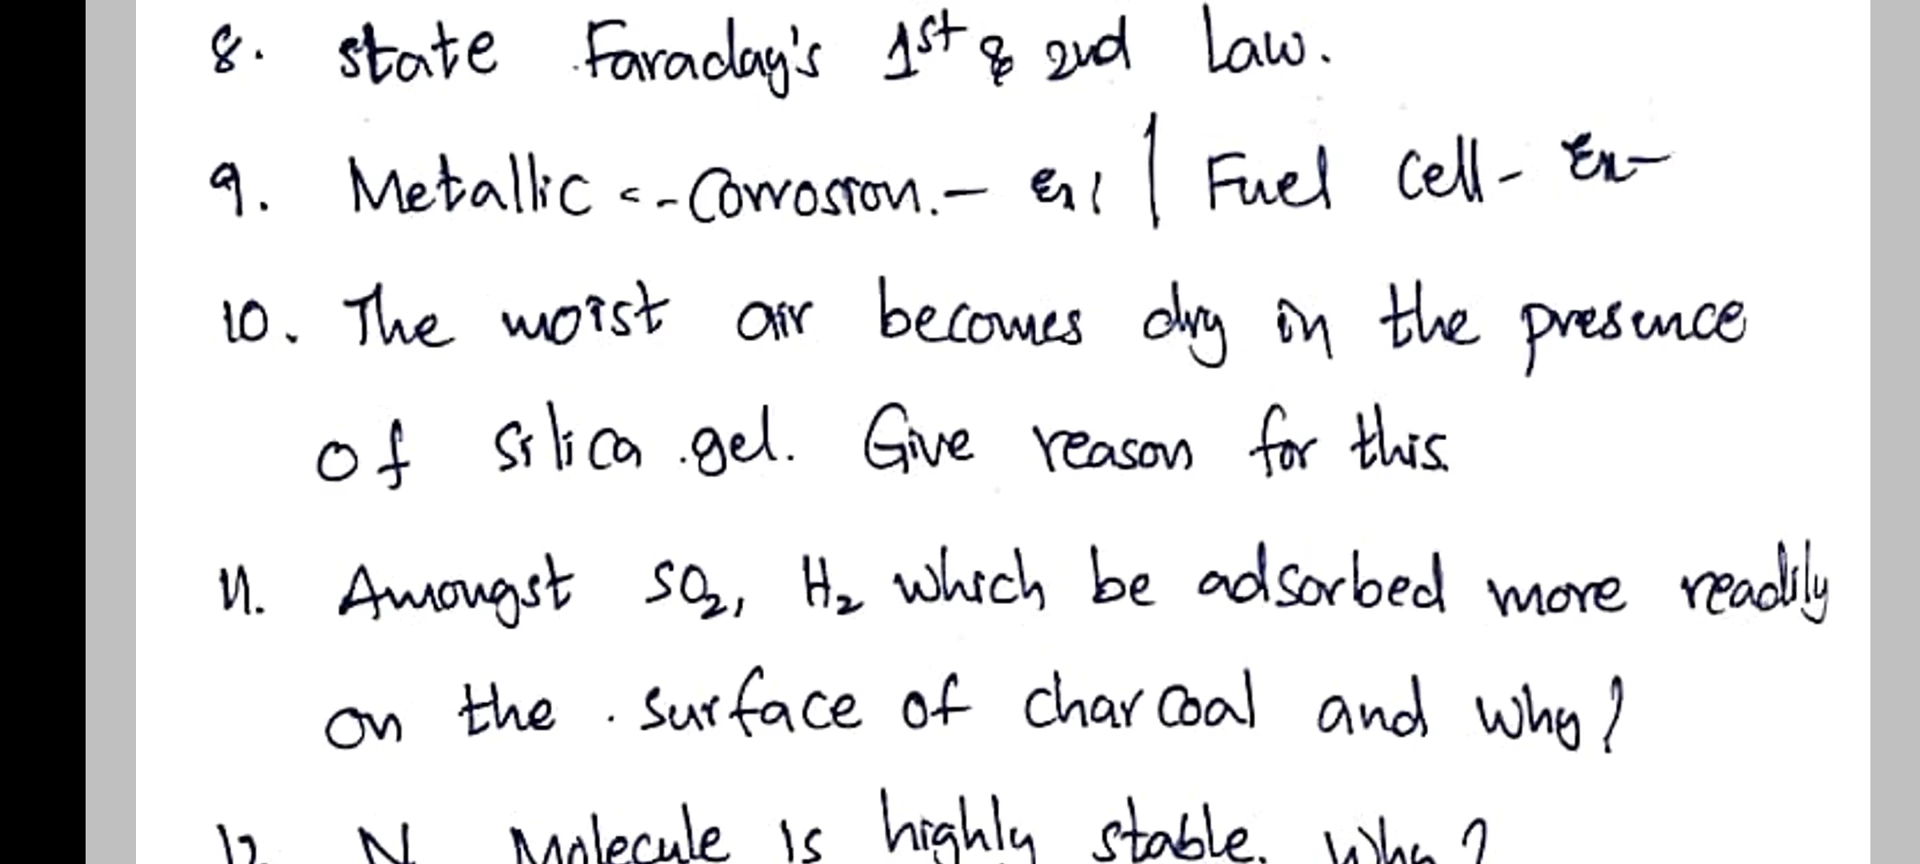 8. state Faraday's 1st & 2nd Law.
9. Metallic - Corrosion. - Ex: | Fuel cell - Ex -
10. The moist air becomes dry in the presence
of silica gel. Give reason for this.
11. Amongst SO₂, H₂ which be adsorbed more readily
on the surface of charcoal and why?
12. N Molecule is highly stable. Why?